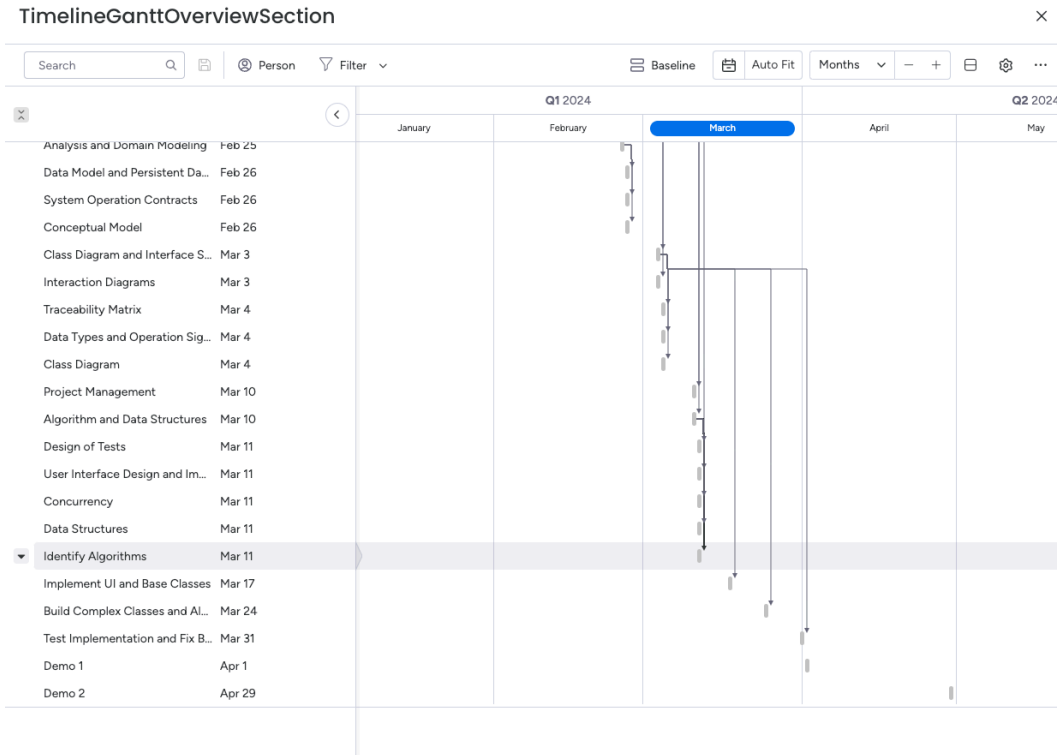 TimelineGanttOverviewSection
Search
Person
Filter
Baseline
Auto Fit
Months
Q1 2024
Q2 2024
January
February
March
April
May
Analysis and Domain Modeling Feb 25
Data Model and Persistent Da... Feb 26
System Operation Contracts Feb 26
Conceptual Model Feb 26
Class Diagram and Interface S... Mar 3
Interaction Diagrams Mar 3
Traceability Matrix Mar 4
Data Types and Operation Sig... Mar 4
Class Diagram Mar 4
Project Management Mar 10
Algorithm and Data Structures Mar 10
Design of Tests Mar 11
User Interface Design and Im... Mar 11
Concurrency Mar 11
Data Structures Mar 11
Identify Algorithms Mar 11
Implement UI and Base Classes Mar 17
Build Complex Classes and Al... Mar 24
Test Implementation and Fix B... Mar 31
Demo 1 Apr 1
Demo 2 Apr 29